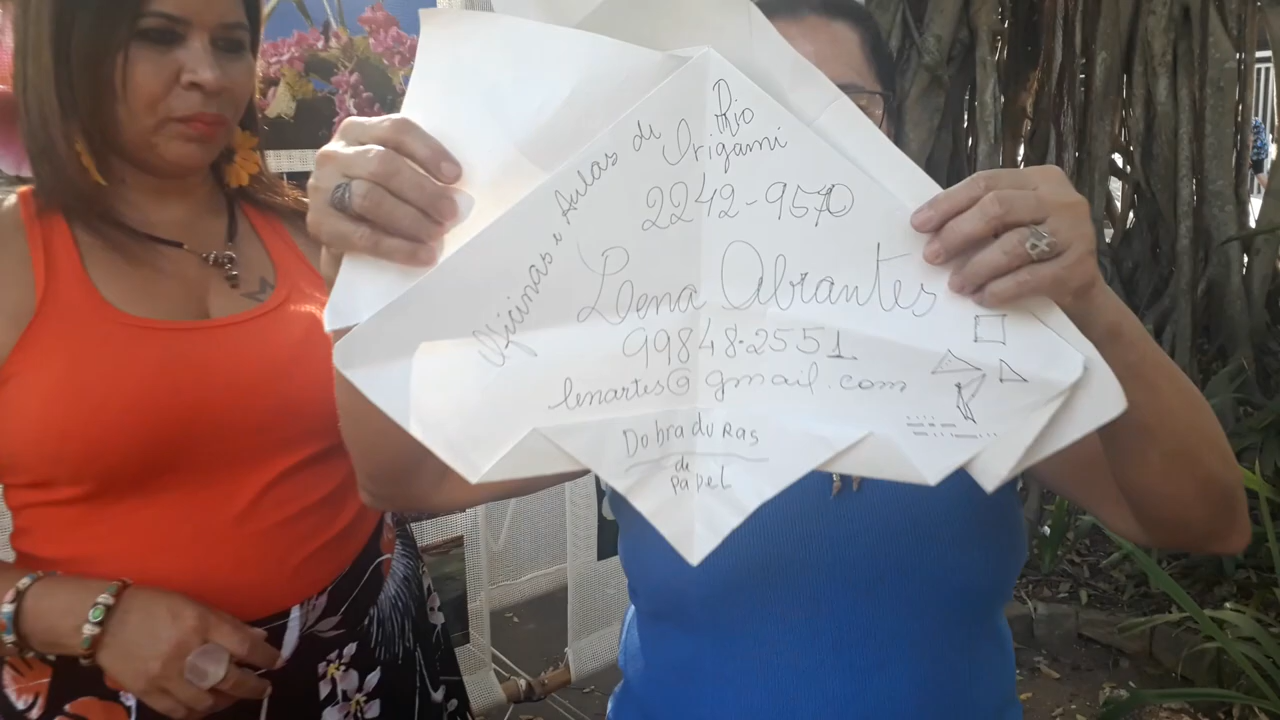 Oficinas e Aulas de
Rio
Origami
2242-9570
Lena Abrantes
99848-2551
lenartes@gmail.com
Dobraduras
de
papel